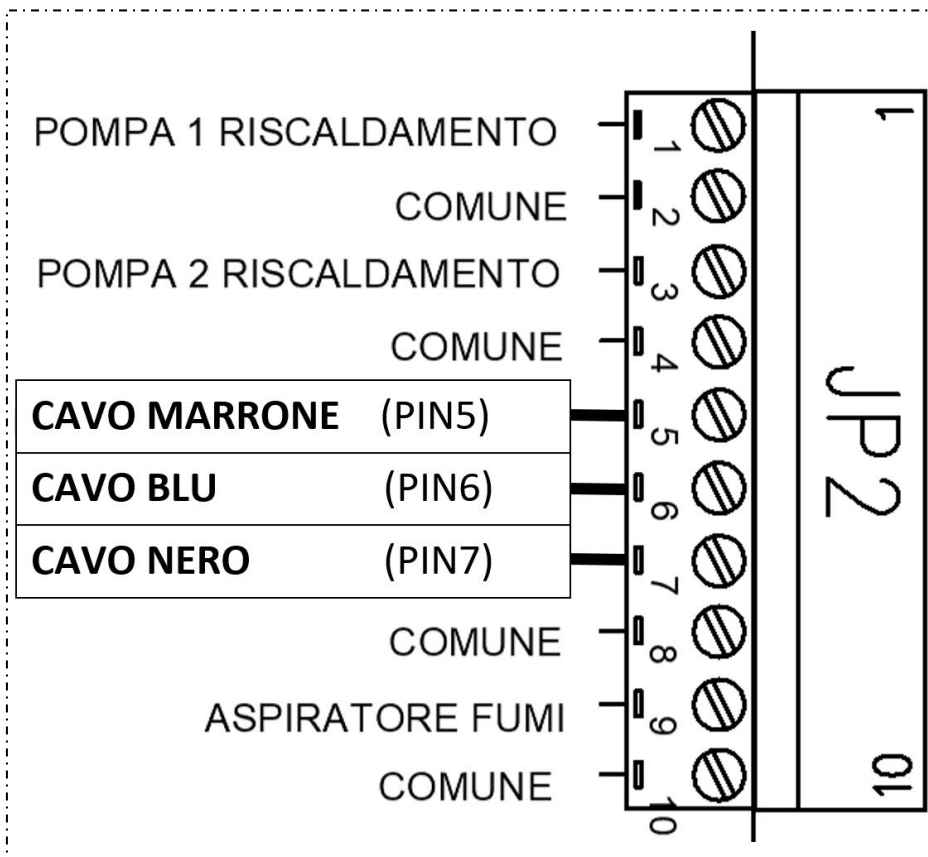 POMPA 1 RISCALDAMENTO 1 1
COMUNE 2
POMPA 2 RISCALDAMENTO 3
COMUNE 4
CAVO MARRONE (PIN5) 5
CAVO BLU (PIN6) 6
CAVO NERO (PIN7) 7
COMUNE 8
ASPIRATORE FUMI 9
COMUNE 10 10
JP2